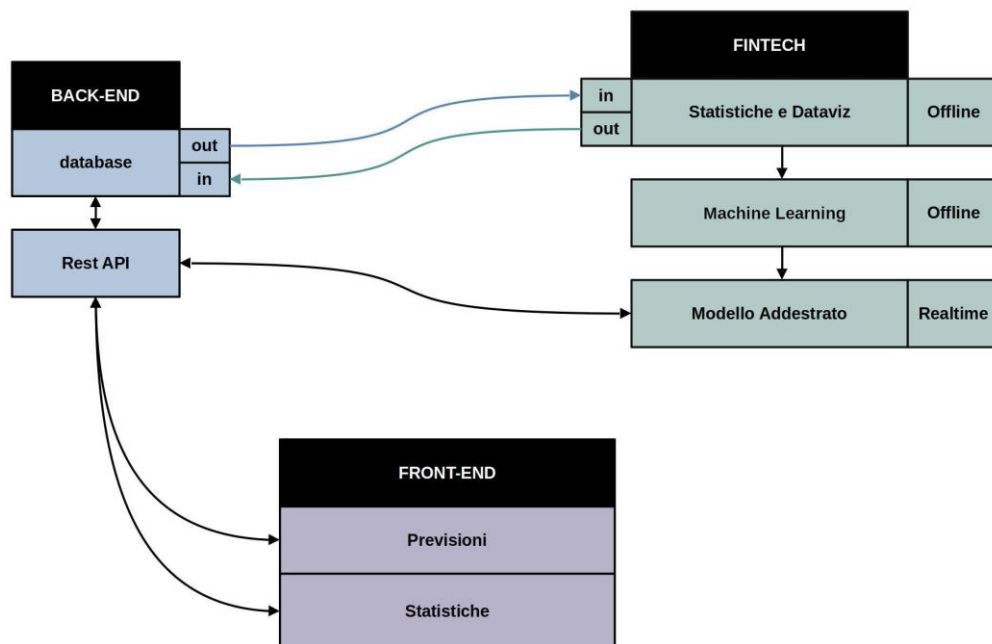 FINTECH
BACK-END
in
Statistiche e Dataviz
Offline
out
out
database
in
Machine Learning
Offline
Rest API
Modello Addestrato
Realtime
FRONT-END
Previsioni
Statistiche